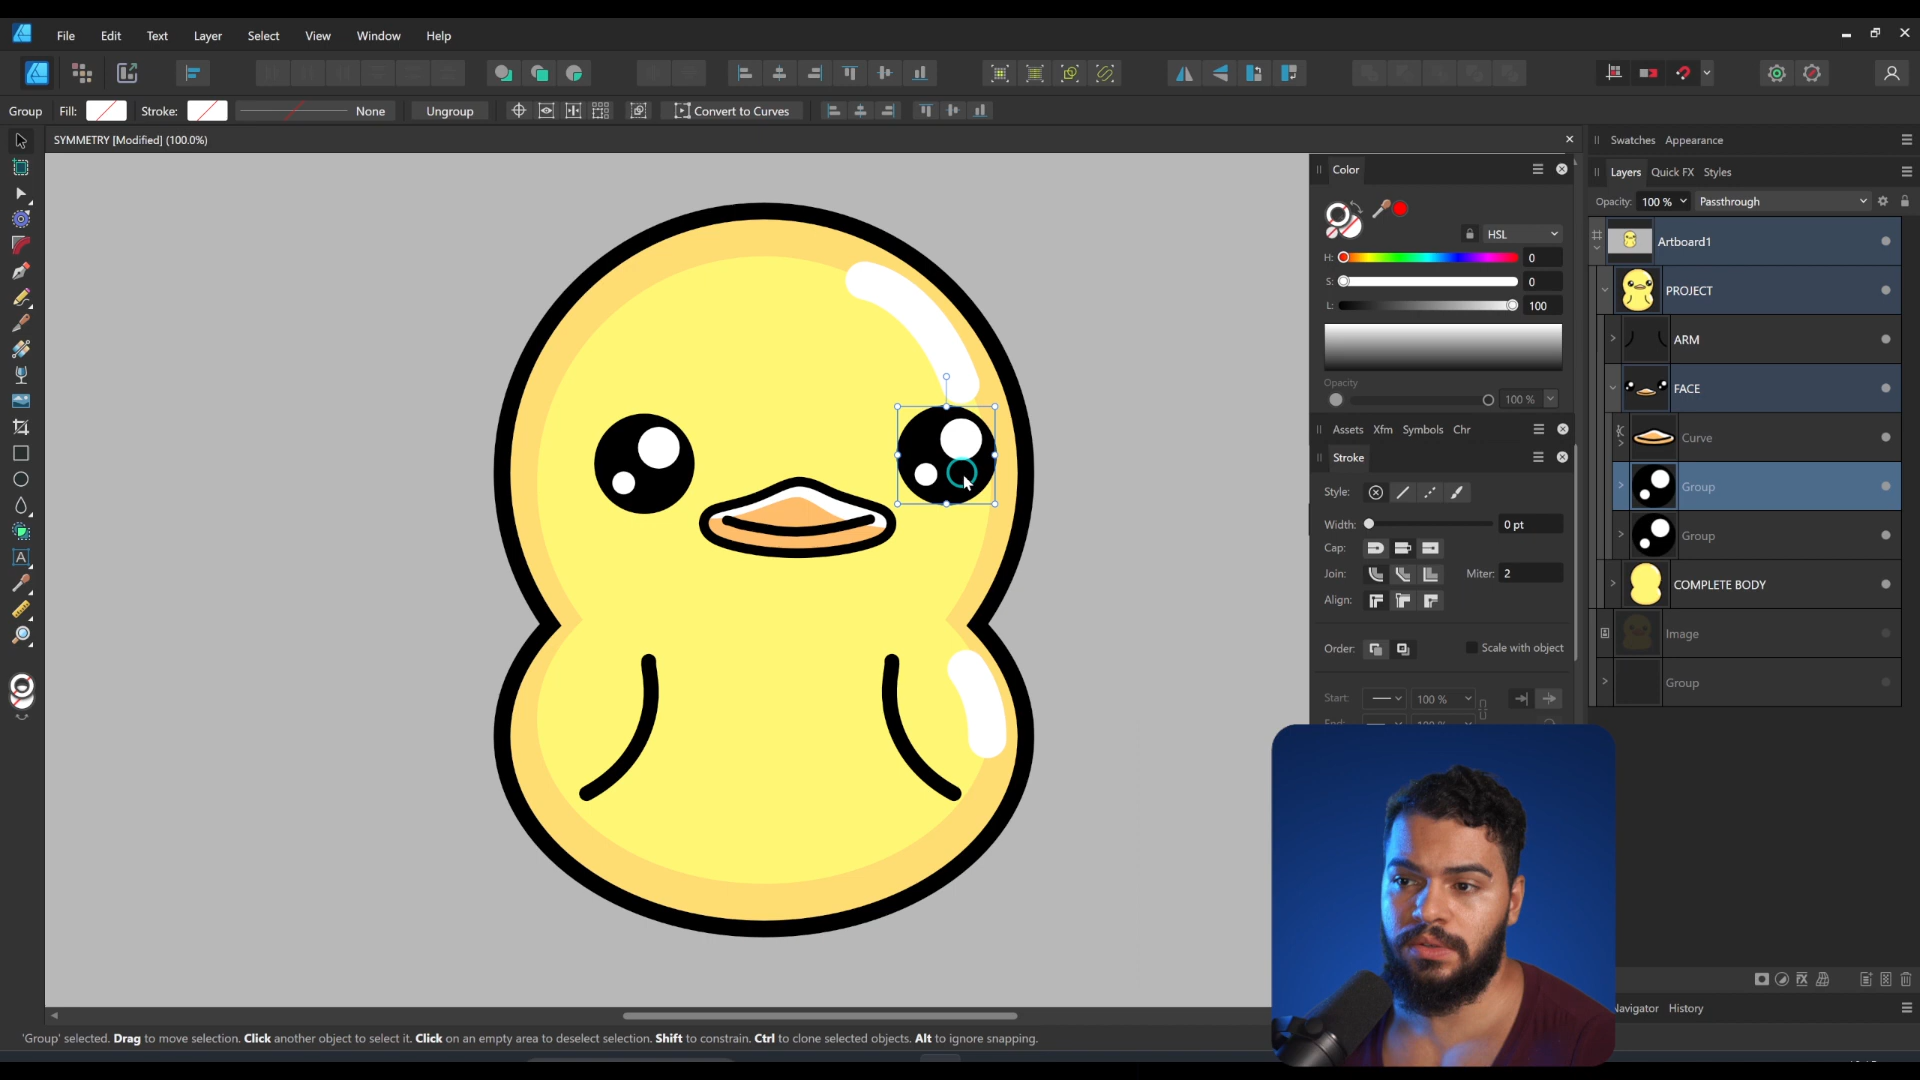 File Edit Text Layer Select View Window Help
Group Fill: Stroke: None Ungroup Convert to Curves
SYMMETRY [Modified] (100.0%)
Color
HSL
H: 0
S: 0
L: 100
Opacity
100 %
Assets Xfm Symbols Chr
Stroke
Style:
Width: 0 pt
Cap:
Join: Miter: 2
Align:
Order: Scale with object
Start: 100 %
Swatches Appearance
Layers Quick FX Styles
Opacity: 100 % Passthrough
Artboard1
PROJECT
ARM
FACE
Curve
Group
Group
COMPLETE BODY
Image
Group
Navigator History
'Group' selected. Drag to move selection. Click another object to select it. Click on an empty area to deselect selection. Shift to constrain. Ctrl to clone selected objects. Alt to ignore snapping.